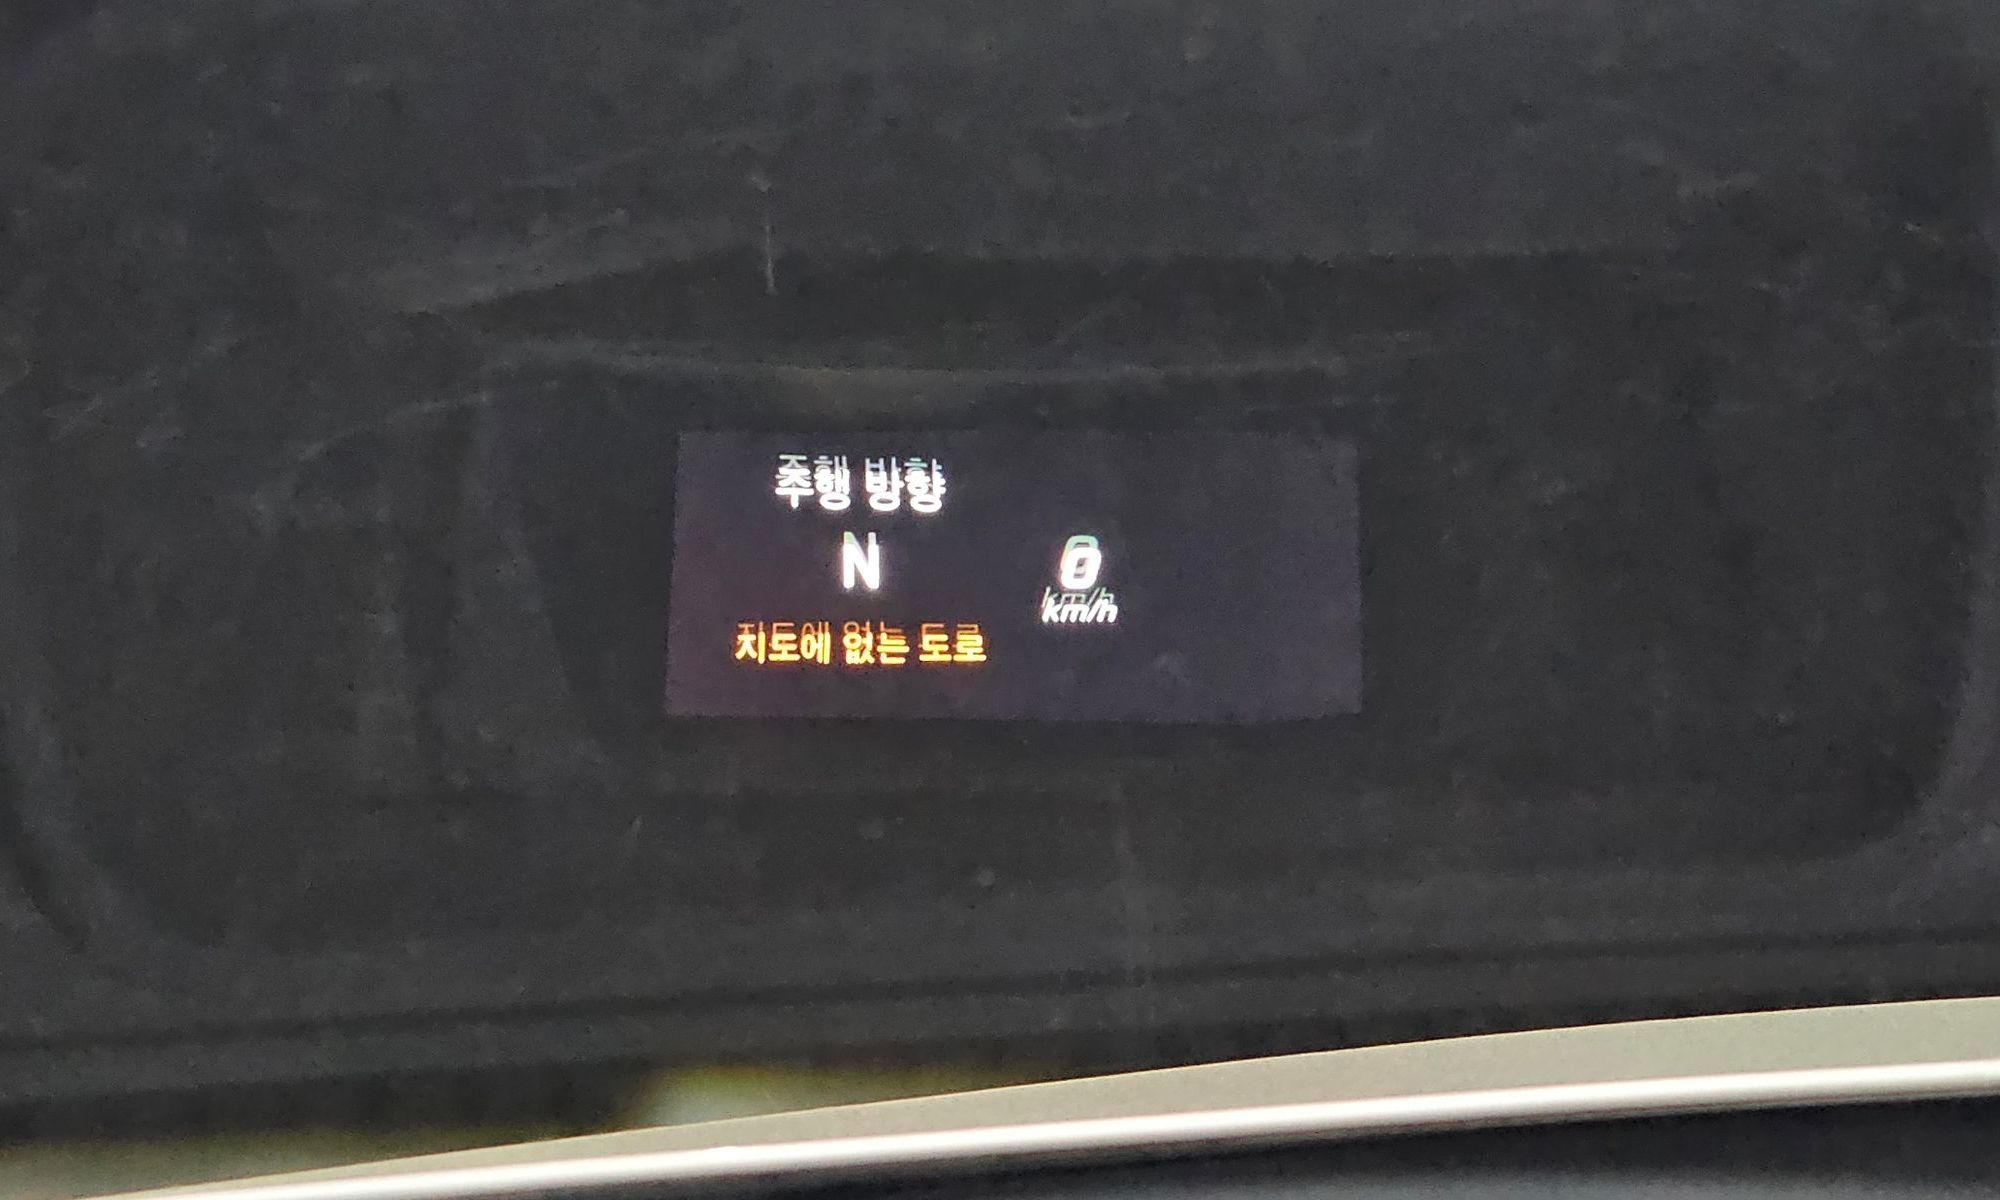 주행 방향
N
0
km/h
지도에 없는 도로